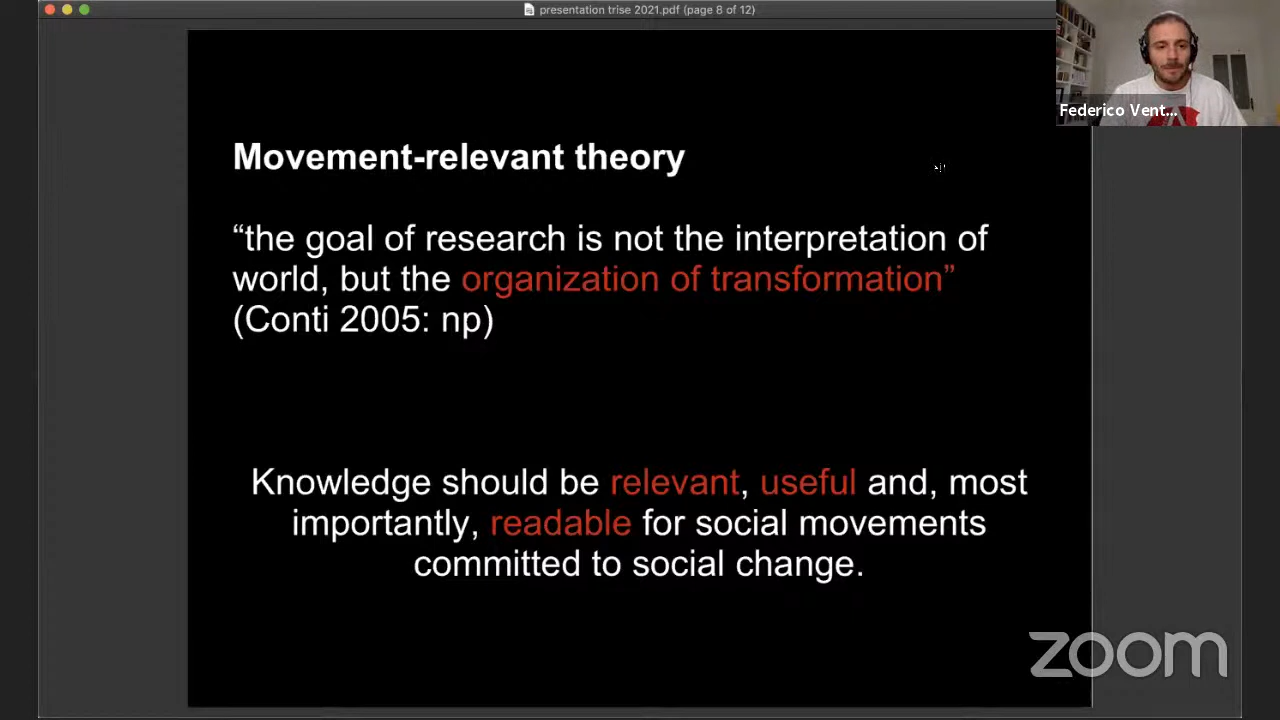 presentation trise 2021.pdf (page 8 of 12)
Federico Vent...
Movement-relevant theory
“the goal of research is not the interpretation of
world, but the organization of transformation”
(Conti 2005: np)
Knowledge should be relevant, useful and, most
importantly, readable for social movements
committed to social change.
zoom